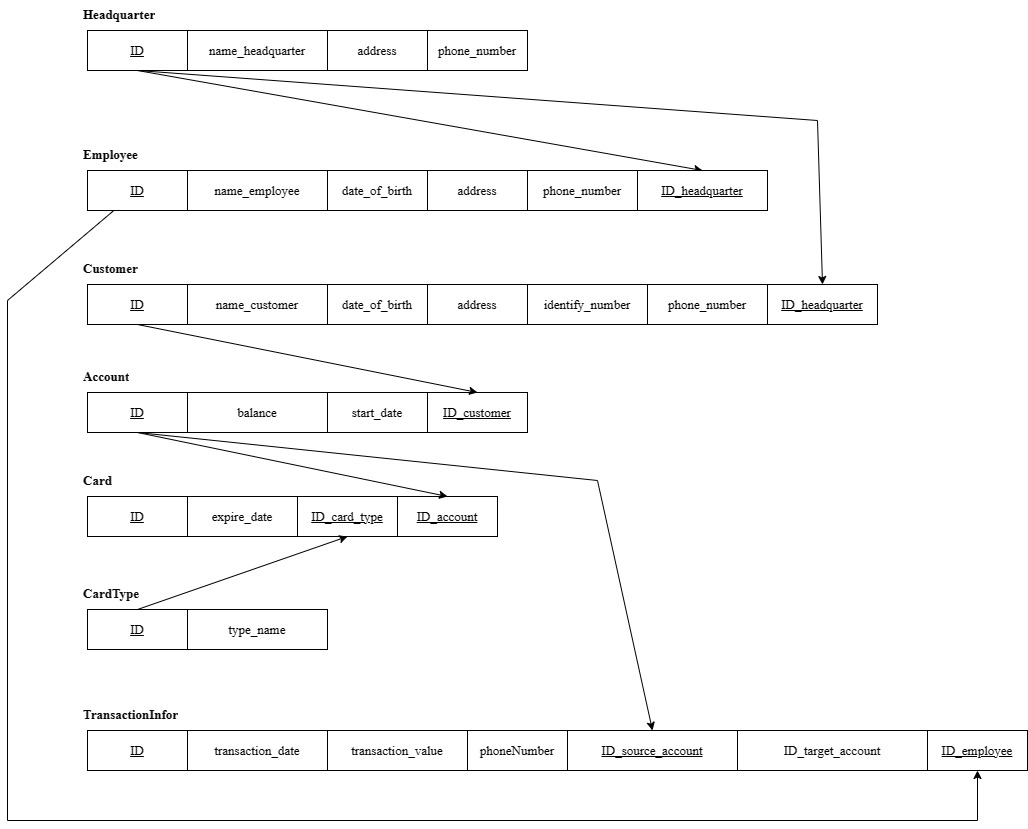 Headquarter
ID name_headquarter address phone_number
Employee
ID name_employee date_of_birth address phone_number ID_headquarter
Customer
ID name_customer date_of_birth address identify_number phone_number ID_headquarter
Account
ID balance start_date ID_customer
Card
ID expire_date ID_card_type ID_account
CardType
ID type_name
TransactionInfor
ID transaction_date transaction_value phoneNumber ID_source_account ID_target_account ID_employee